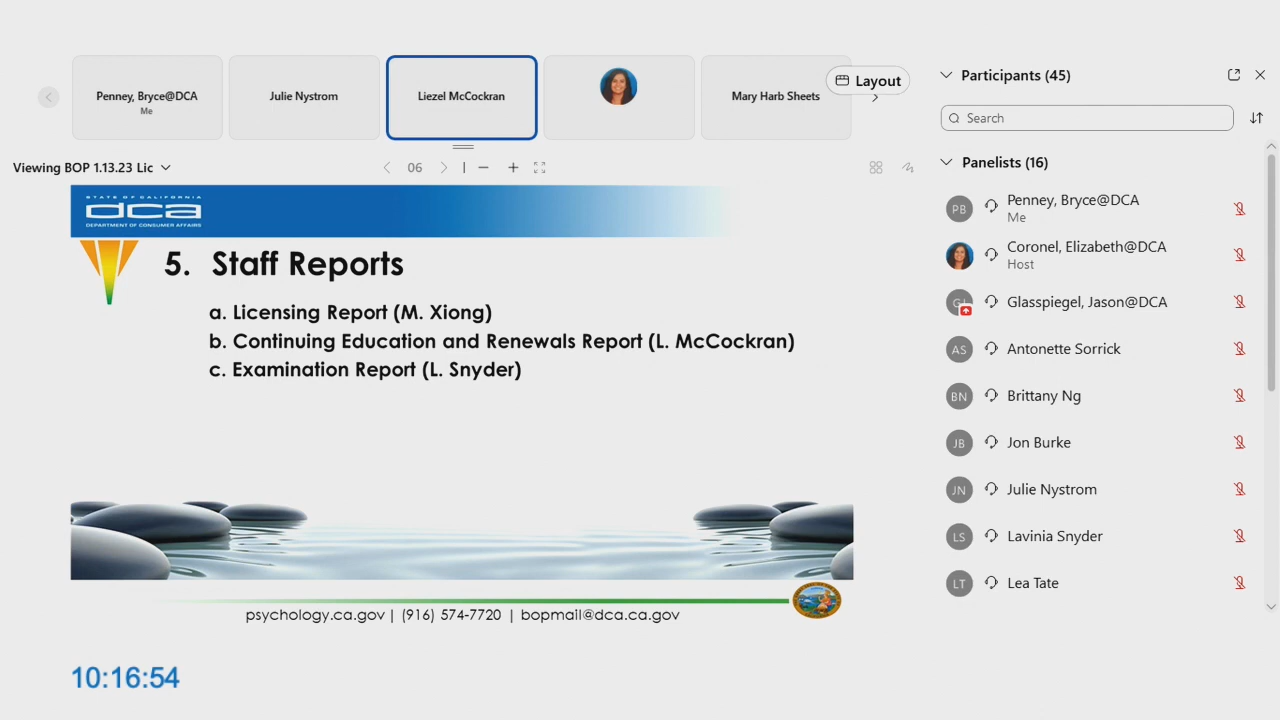 Penney, Bryce@DCA
Me
Julie Nystrom
Liezel McCockran
Mary Harb Sheets
Layout
Participants (45)
Search
Viewing BOP 1.13.23 Lic
06
Panelists (16)
STATE OF CALIFORNIA
dca
DEPARTMENT OF CONSUMER AFFAIRS
5. Staff Reports
a. Licensing Report (M. Xiong)
b. Continuing Education and Renewals Report (L. McCockran)
c. Examination Report (L. Snyder)
psychology.ca.gov | (916) 574-7720 | bopmail@dca.ca.gov
10:16:54
PB
Penney, Bryce@DCA
Me
Coronel, Elizabeth@DCA
Host
GJ
Glasspiegel, Jason@DCA
AS
Antonette Sorrick
BN
Brittany Ng
JB
Jon Burke
JN
Julie Nystrom
LS
Lavinia Snyder
LT
Lea Tate